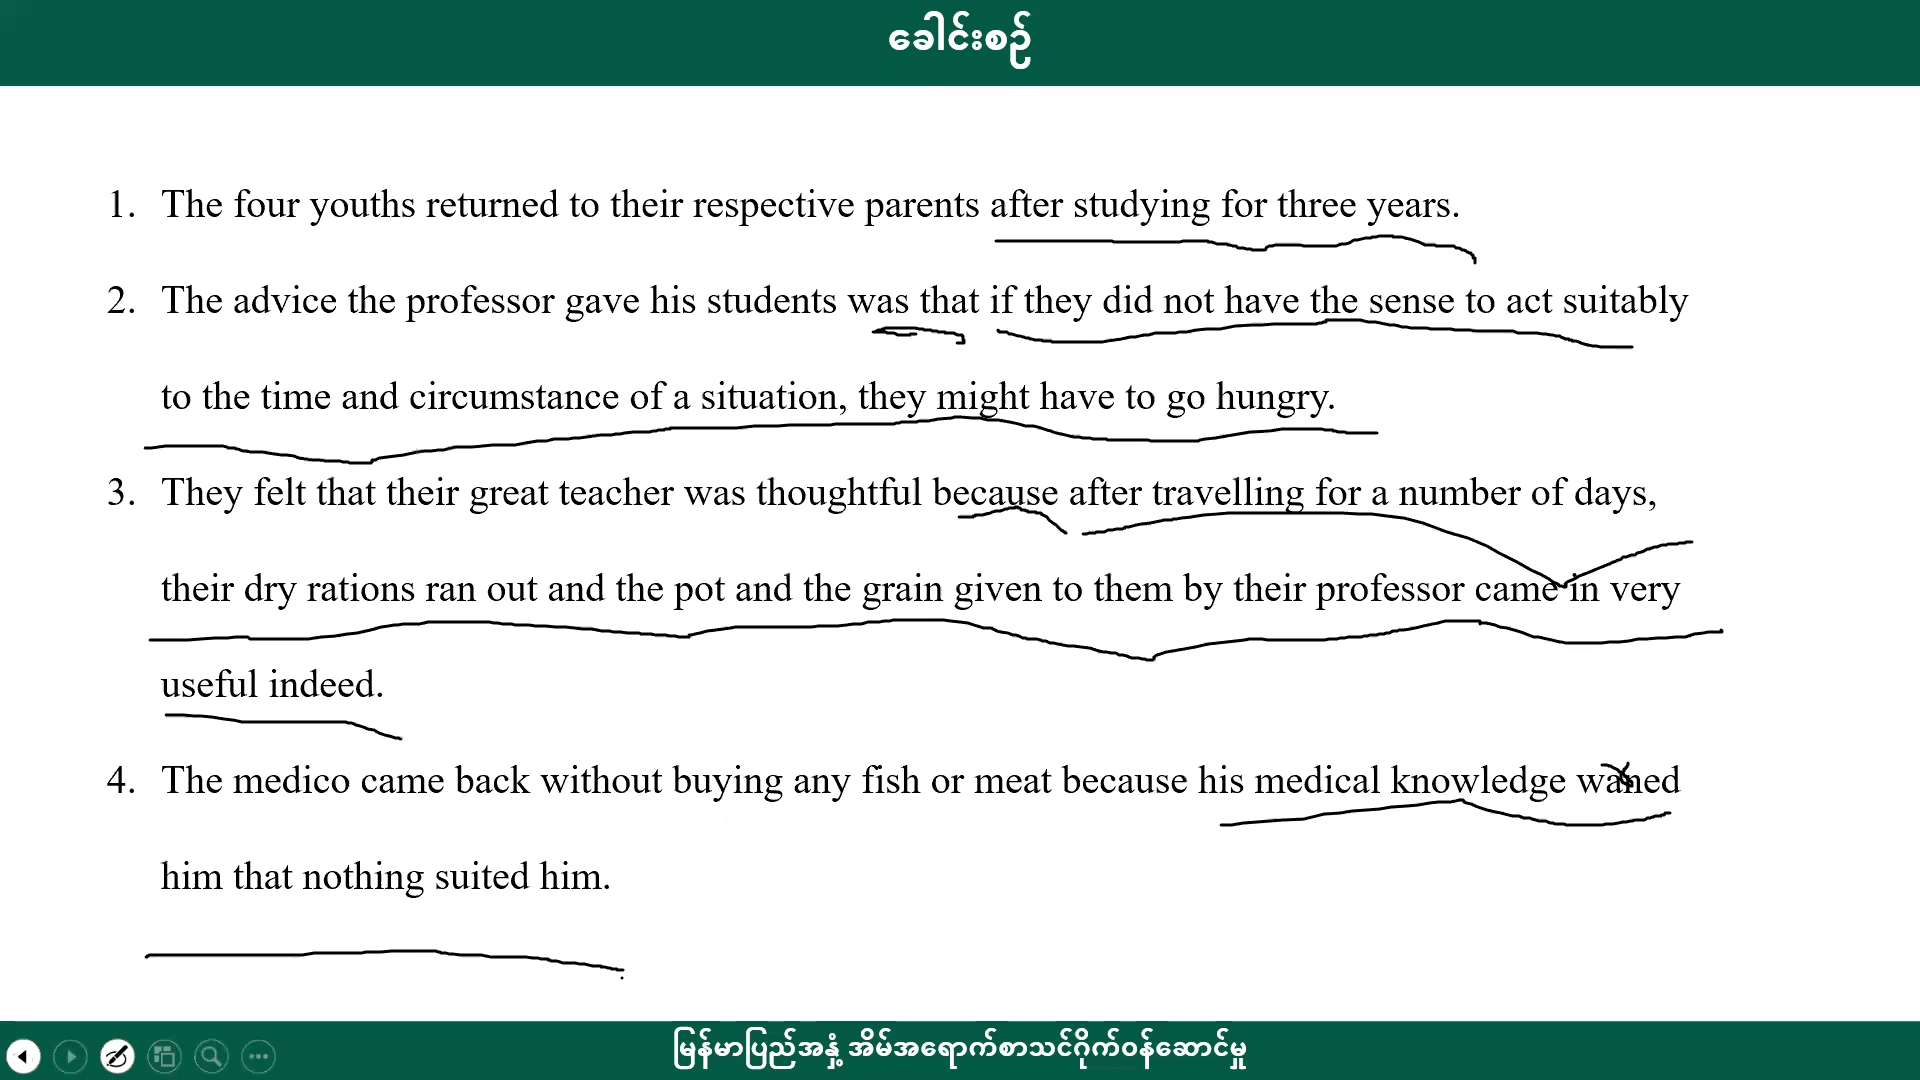 ခေါင်းစဉ်
1. The four youths returned to their respective parents after studying for three years.
2. The advice the professor gave his students was that if they did not have the sense to act suitably
to the time and circumstance of a situation, they might have to go hungry.
3. They felt that their great teacher was thoughtful because after travelling for a number of days,
their dry rations ran out and the pot and the grain given to them by their professor came in very
useful indeed.
4. The medico came back without buying any fish or meat because his medical knowledge waned
him that nothing suited him.
မြန်မာပြည်အနှံ့ အိမ်အရောက်စာသင်ဂိုက်ဝန်ဆောင်မှု